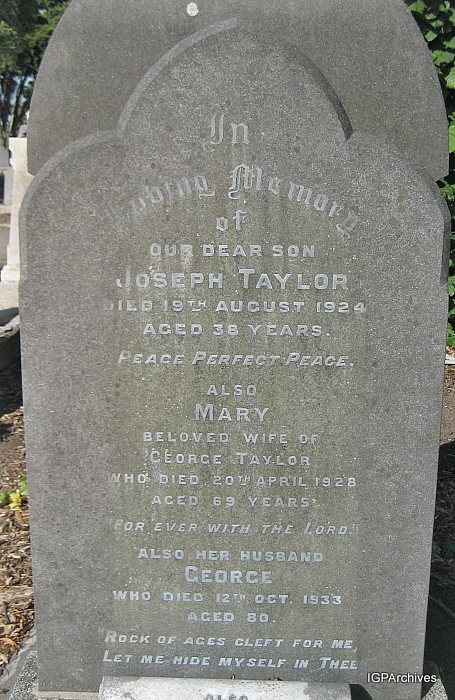 In
Loving Memory
of
OUR DEAR SON
JOSEPH TAYLOR
DIED 19TH AUGUST 1924
AGED 38 YEARS.
PEACE PERFECT PEACE.
ALSO
MARY
BELOVED WIFE OF
GEORGE TAYLOR
WHO DIED 20TH APRIL 1928
AGED 69 YEARS.
"FOR EVER WITH THE LORD."
ALSO HER HUSBAND
GEORGE
WHO DIED 12TH OCT. 1933
AGED 80.
"ROCK OF AGES CLEFT FOR ME,
LET ME HIDE MYSELF IN THEE
ALSO
IGPArchives